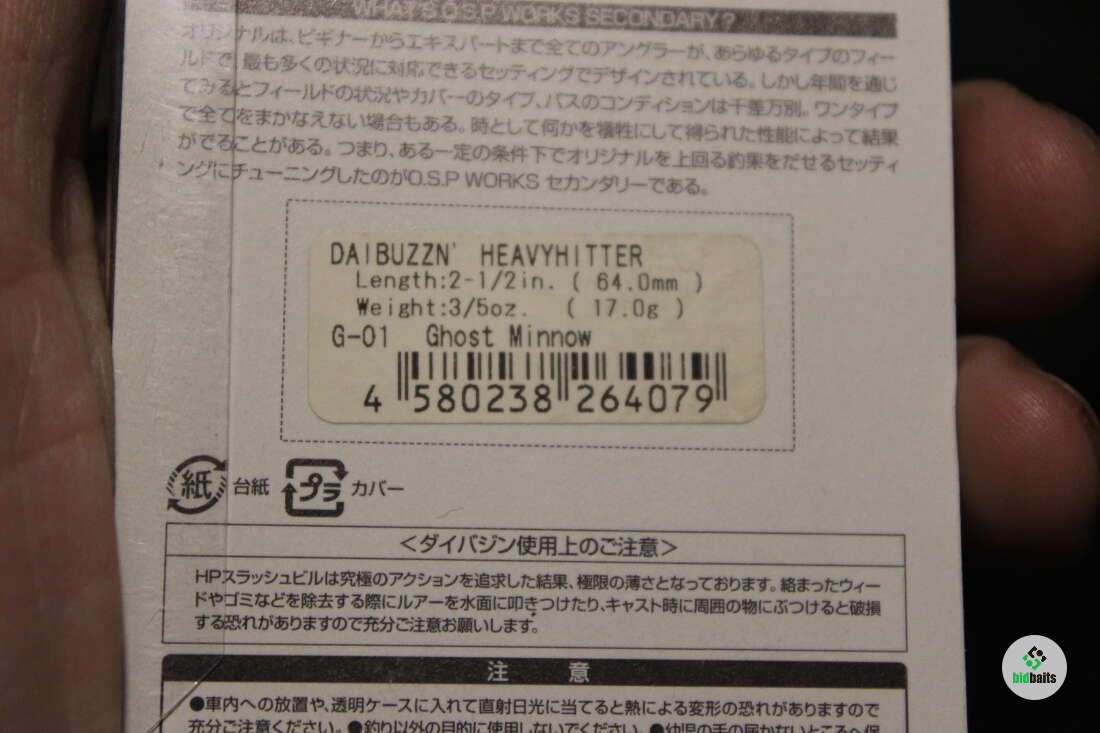 WHAT'S O.S.P WORKS SECONDARY?
オリジナルは、ビギナーからエキスパートまで全てのアングラーが、あらゆるタイプのフィー
ルドで、最も多くの状況に対応できるセッティングでデザインされている。しかし年間を通じ
てみるとフィールドの状況やカバーのタイプ、バスのコンディションは千差万別。ワンタイプ
で全てをまかなえない場合もある。時として何かを犠牲にして得られた性能によって結果
がでることがある。つまり、ある一定の条件下でオリジナルを上回る釣果をだせるセッティ
ングにチューニングしたのがO.S.P WORKS セカンダリーである。
DAIBUZZN' HEAVYHITTER
Length:2-1/2in. ( 64.0mm )
Weight:3/5oz. ( 17.0g )
G-01 Ghost Minnow
4 580238 264079
紙 台紙 プラ カバー
＜ダイバジン使用上のご注意＞
HPスラッシュビルは究極のアクションを追求した結果、極限の薄さとなっております。絡まったウィー
ドやゴミなどを除去する際にルアーを水面に叩きつけたり、キャスト時に周囲の物にぶつけると破損
する恐れがありますので充分ご注意お願いします。
注 意
●車内への放置や、透明ケースに入れて直射日光に当てると熱による変形の恐れがありますので
充分ご注意ください。●釣り以外の目的に使用しないでください。●幼児の手の届かないところへ保
bidbaits